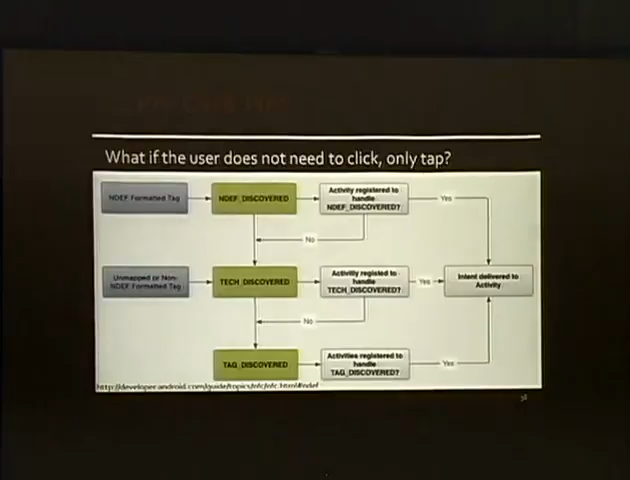 What if the user does not need to click, only tap?
NDEF Formatted Tag
NDEF_DISCOVERED
Activity registered to
handle
NDEF_DISCOVERED?
Yes
No
Unmapped or Non-
NDEF Formatted Tag
TECH_DISCOVERED
Activity registed to
handle
TECH_DISCOVERED?
Yes
Intent delivered to
Activity
No
TAG_DISCOVERED
Activities registered to
handle
TAG_DISCOVERED?
Yes
http://developer.android.com/guide/topics/nfc/nfc.html#ndef